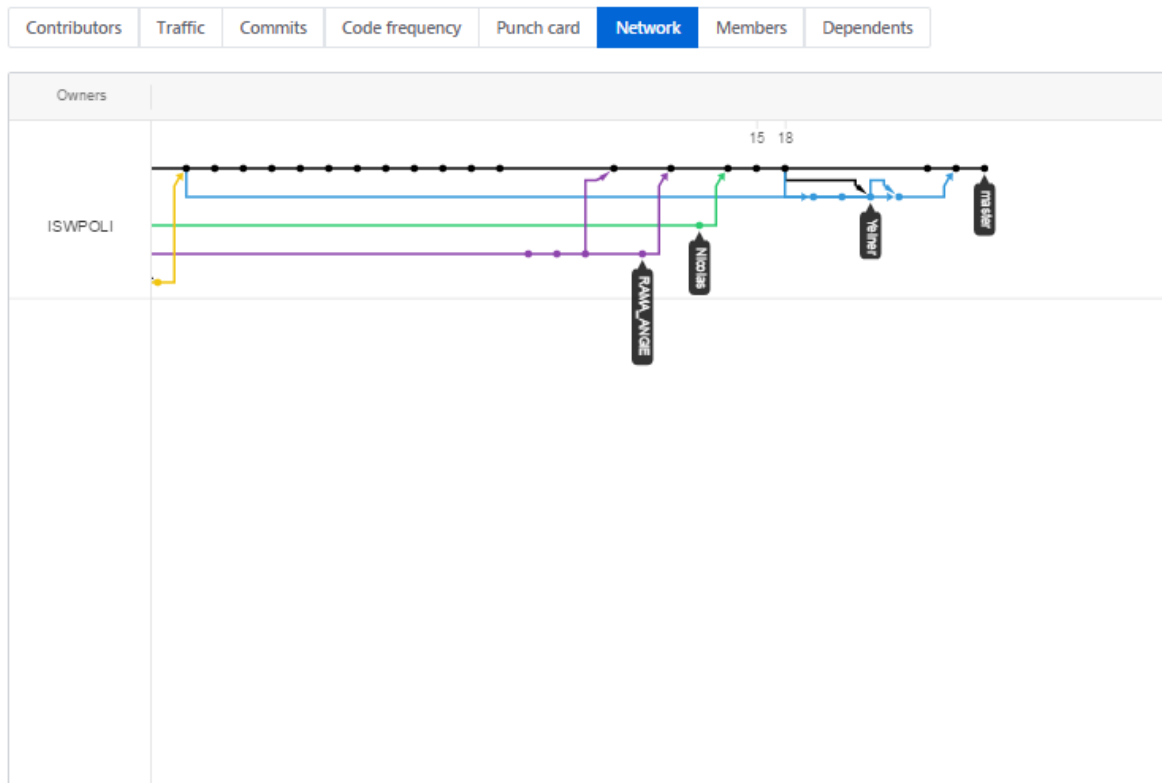 Contributors Traffic Commits Code frequency Punch card Network Members Dependents
Owners
15 18
ISWPOLI
master
Yeiner
Nicolas
RAMA_ANGIE